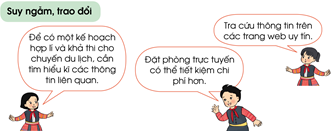 Suy ngẫm, trao đổi
Để có một kế hoạch
hợp lí và khả thi cho
chuyến du lịch, cần
tìm hiểu kĩ các thông
tin liên quan.
Đặt phòng trực tuyến
có thể tiết kiệm chi
phí hơn.
Tra cứu thông tin trên
các trang web uy tín.